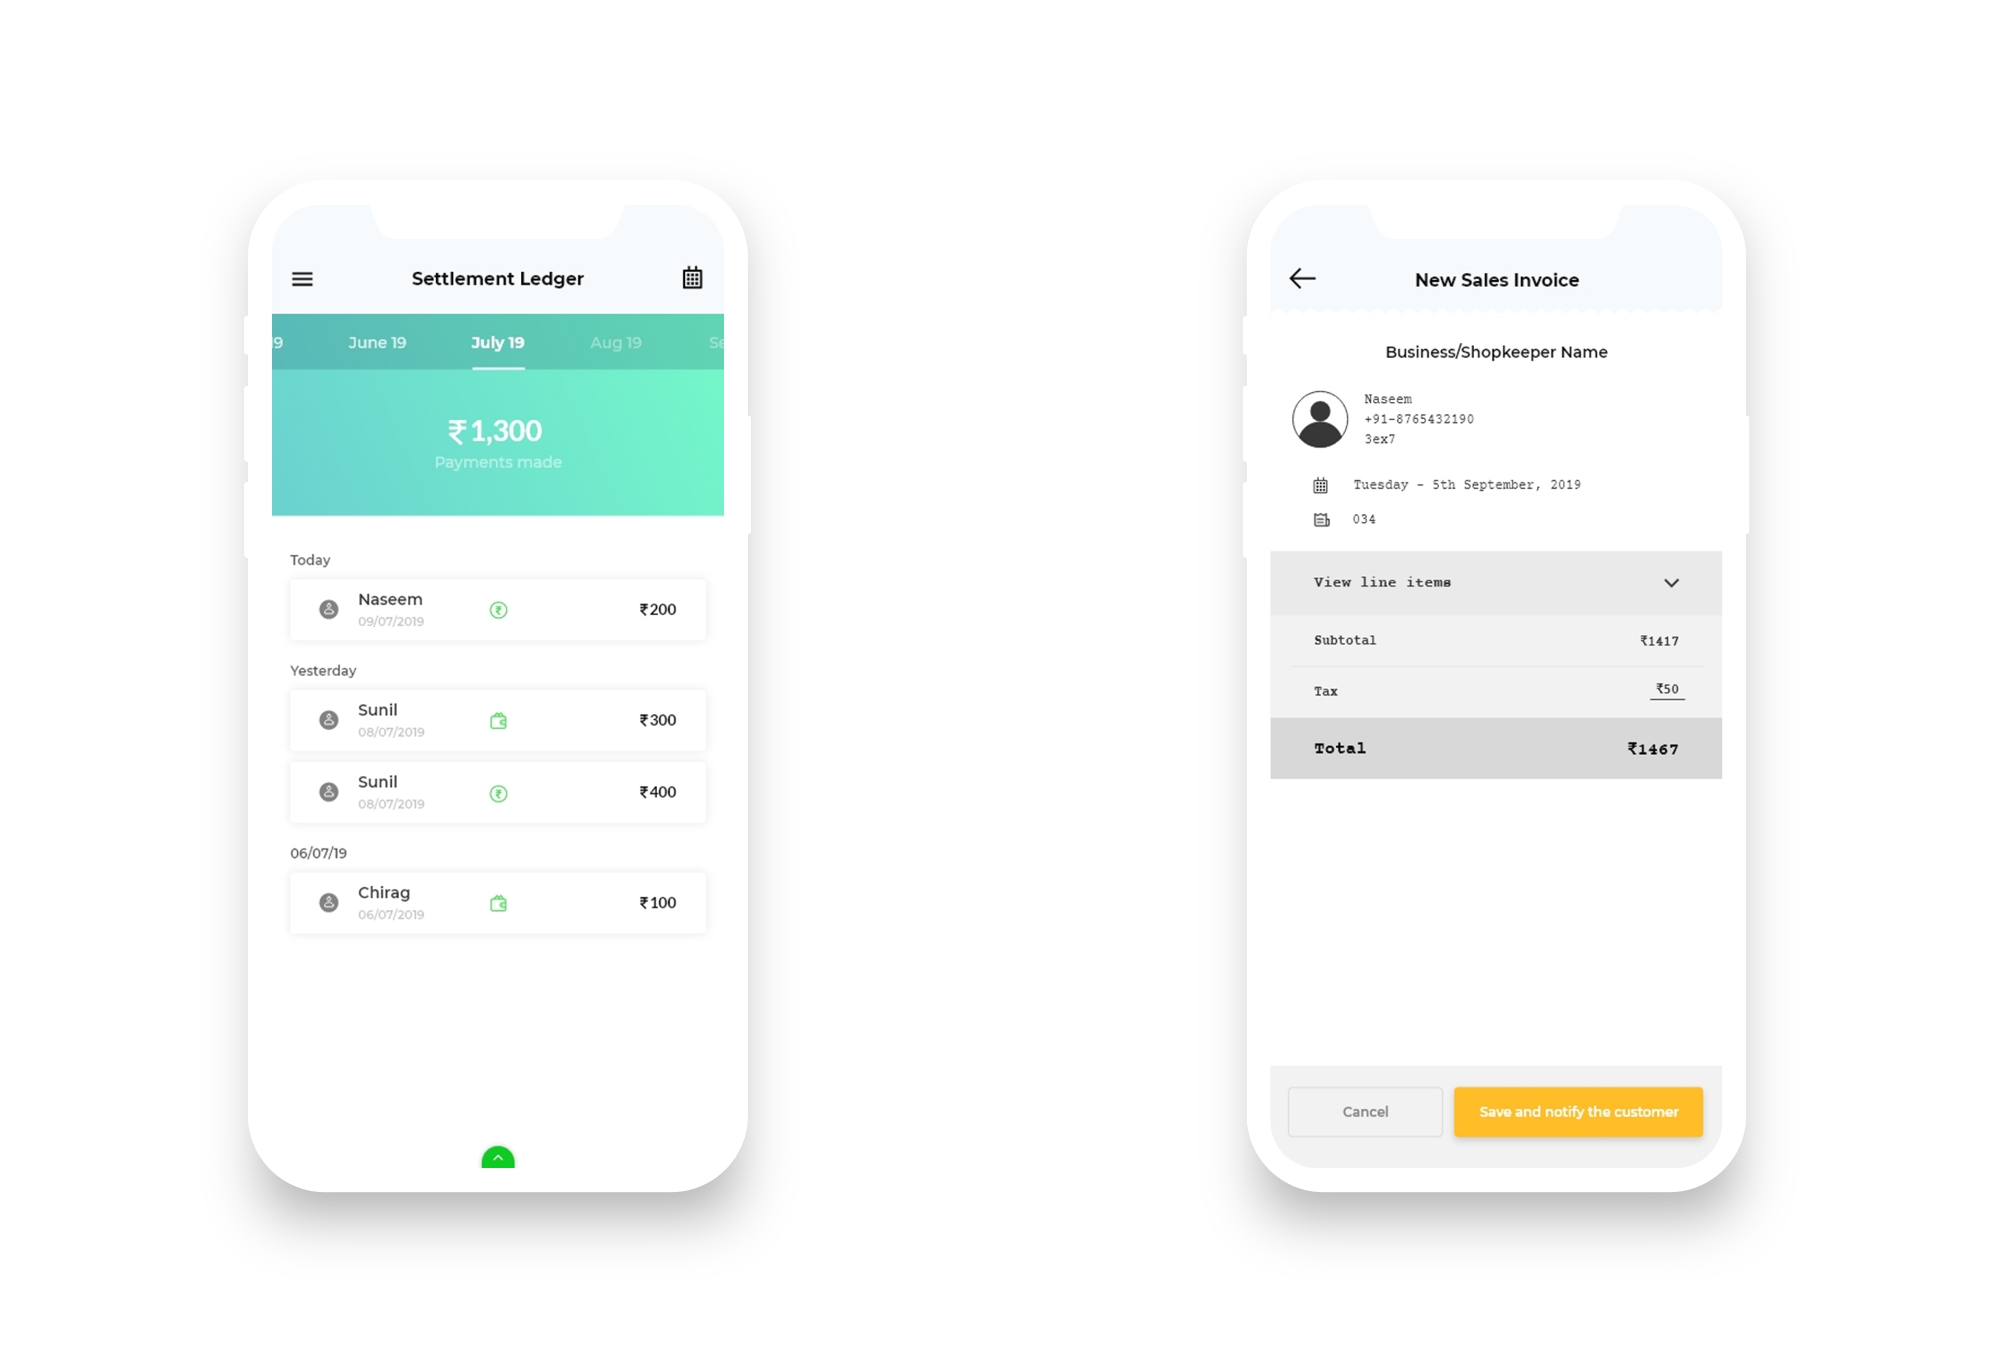 Settlement Ledger
19 June 19 July 19 Aug 19 Se
₹1,300
Payments made
Today
Naseem
09/07/2019
₹200
Yesterday
Sunil
08/07/2019
₹300
Sunil
08/07/2019
₹400
06/07/19
Chirag
06/07/2019
₹100
New Sales Invoice
Business/Shopkeeper Name
Naseem
+91-8765432190
3ex7
Tuesday - 5th September, 2019
034
View line items
Subtotal ₹1417
Tax ₹50
Total ₹1467
Cancel
Save and notify the customer